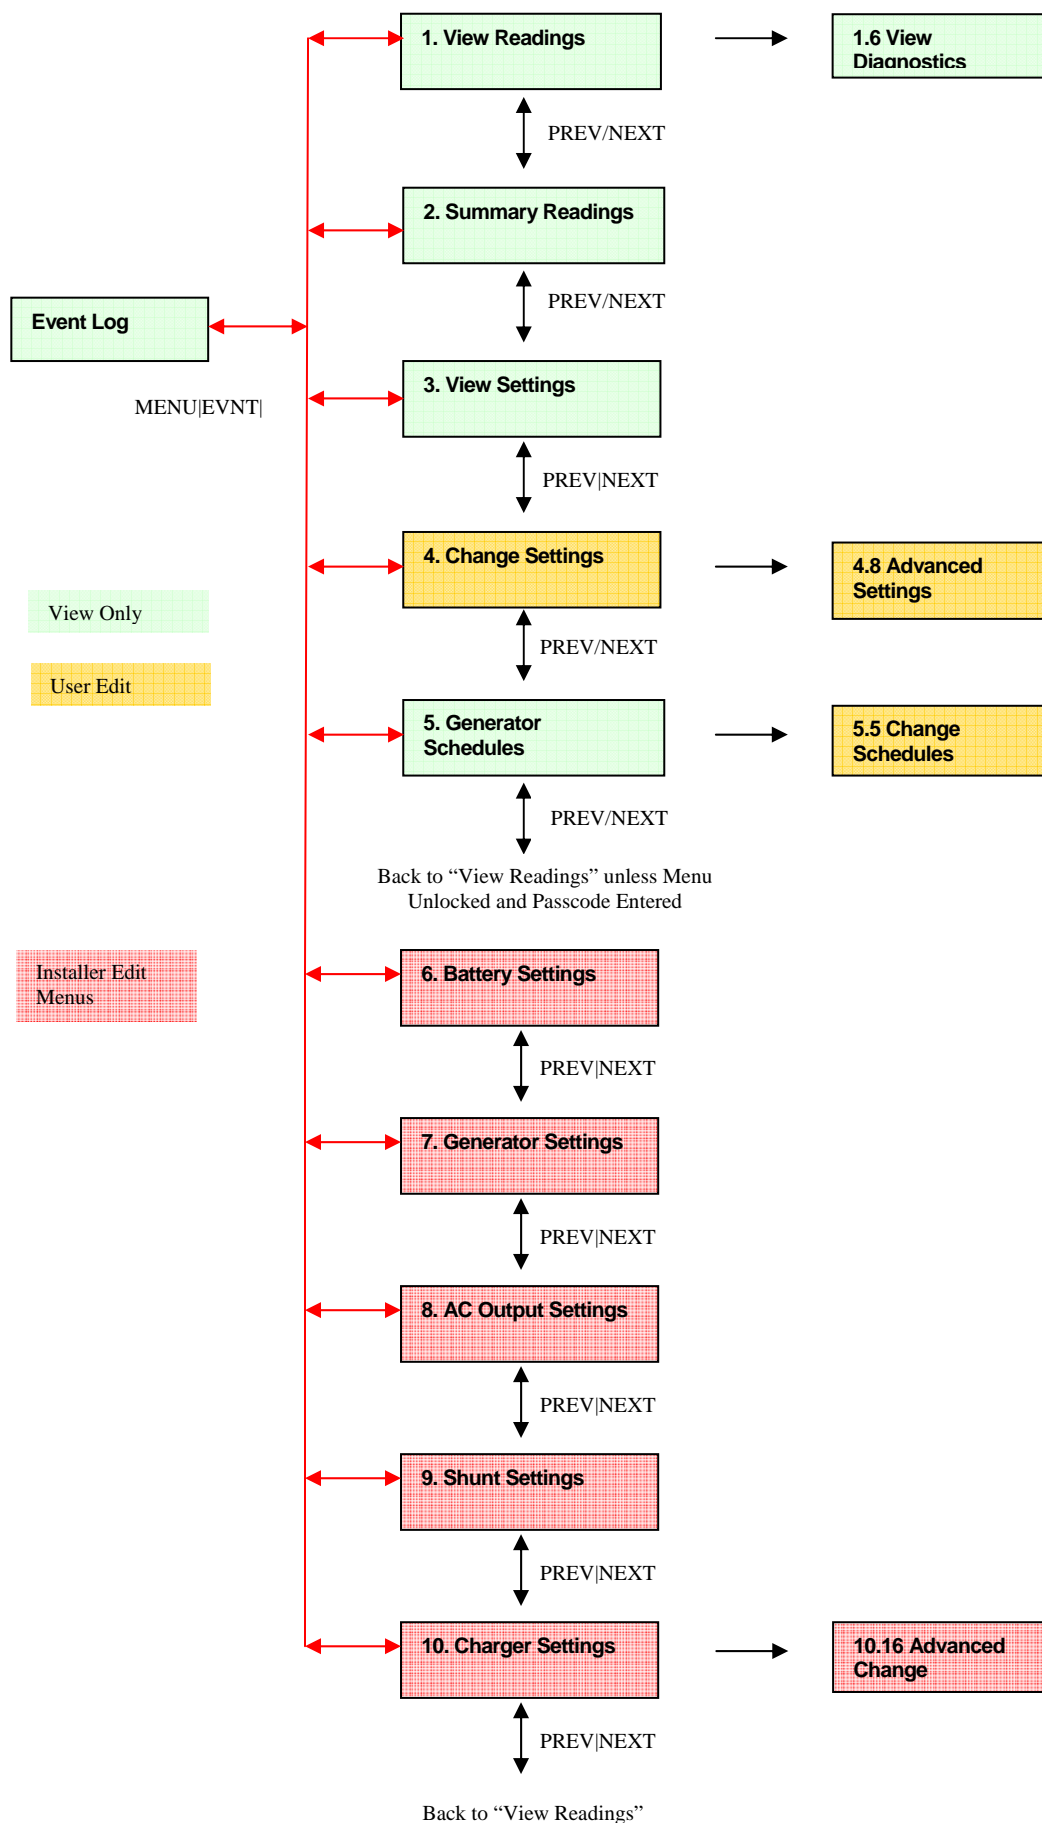 1. View Readings
1.6 View
Diagnostics
PREV/NEXT
2. Summary Readings
PREV/NEXT
Event Log
MENU|EVNT|
3. View Settings
PREV|NEXT
4. Change Settings
4.8 Advanced
Settings
View Only
PREV/NEXT
User Edit
5. Generator
Schedules
5.5 Change
Schedules
PREV/NEXT
Back to “View Readings” unless Menu
Unlocked and Passcode Entered
Installer Edit
Menus
6. Battery Settings
PREV|NEXT
7. Generator Settings
PREV|NEXT
8. AC Output Settings
PREV|NEXT
9. Shunt Settings
PREV|NEXT
10. Charger Settings
10.16 Advanced
Change
PREV|NEXT
Back to “View Readings”